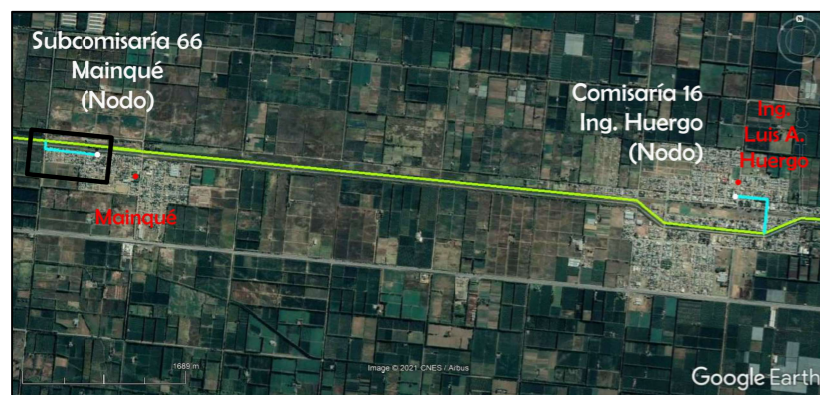 Subcomisaría 66
Mainqué
(Nodo)
Comisaría 16
Ing. Huergo
(Nodo)
Ing.
Luis A.
Huergo
Mainqué
1689 m
Image © 2021 CNES / Airbus
Google Earth